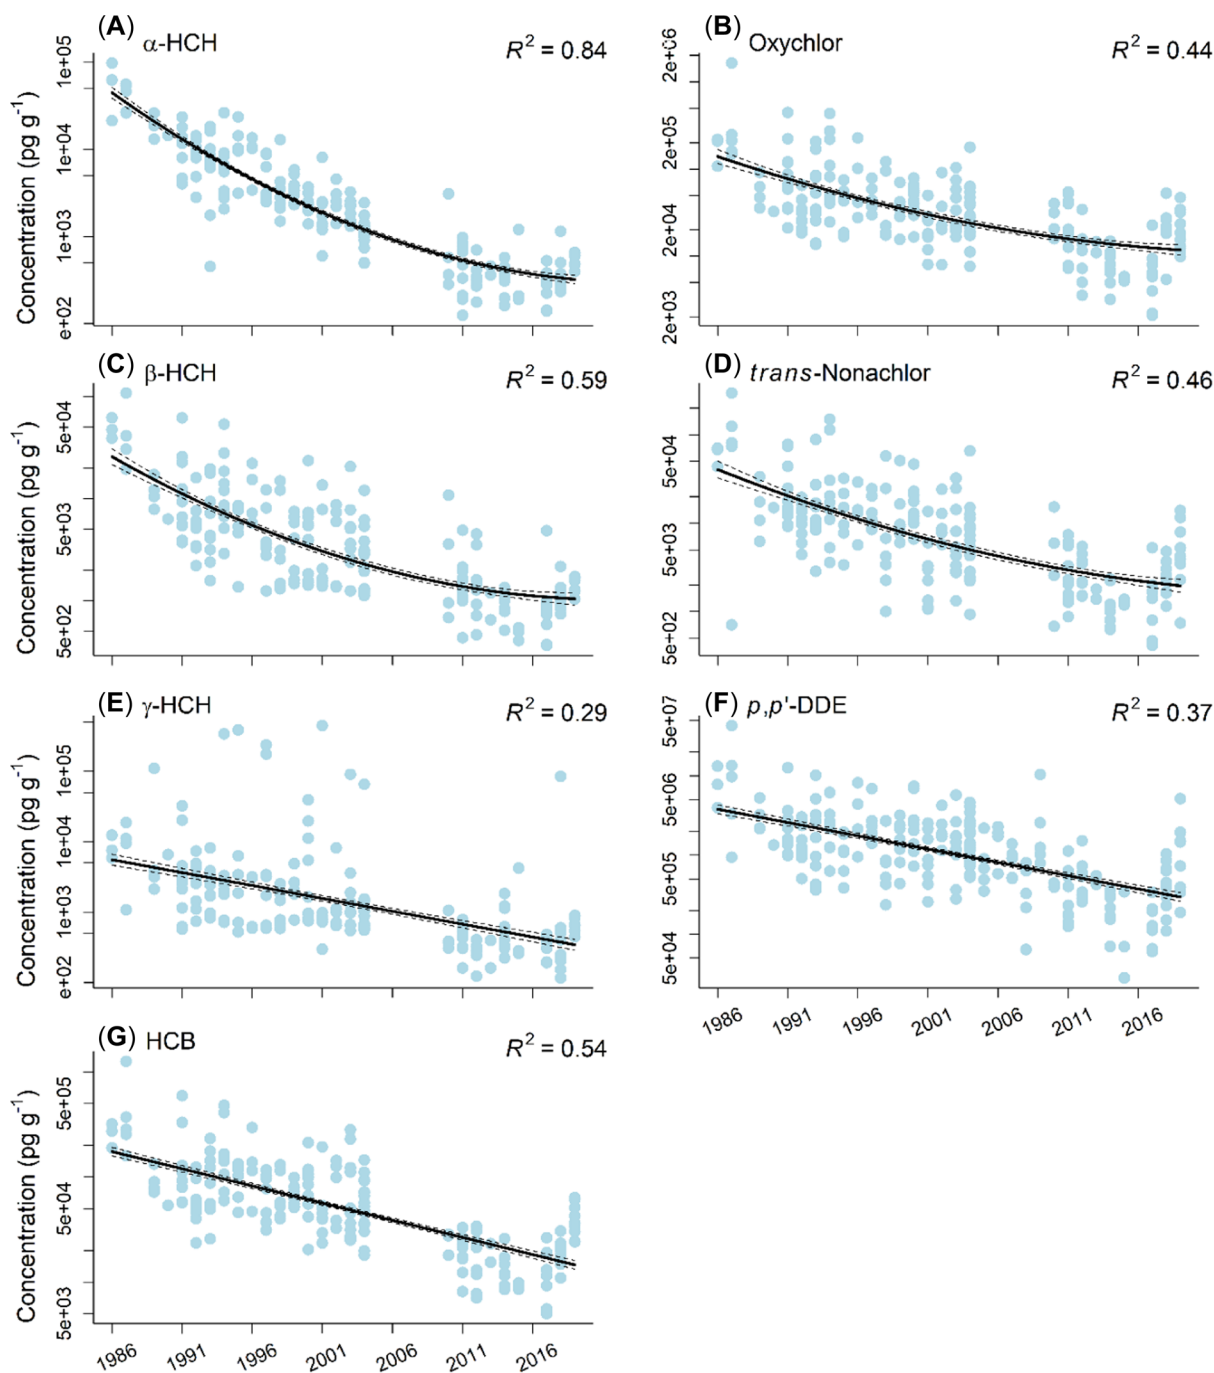 (A) α-HCH R² = 0.84
Concentration (pg g⁻¹)
1e+05
1e+04
1e+03
e+02
(B) Oxychlor R² = 0.44
2e+06
2e+05
2e+04
2e+03
(C) β-HCH R² = 0.59
Concentration (pg g⁻¹)
5e+04
5e+03
5e+02
(D) trans-Nonachlor R² = 0.46
5e+04
5e+03
5e+02
(E) γ-HCH R² = 0.29
Concentration (pg g⁻¹)
1e+05
1e+04
1e+03
e+02
(F) p,p'-DDE R² = 0.37
5e+07
5e+06
5e+05
5e+04
1986 1991 1996 2001 2006 2011 2016
(G) HCB R² = 0.54
Concentration (pg g⁻¹)
5e+05
5e+04
5e+03
1986 1991 1996 2001 2006 2011 2016